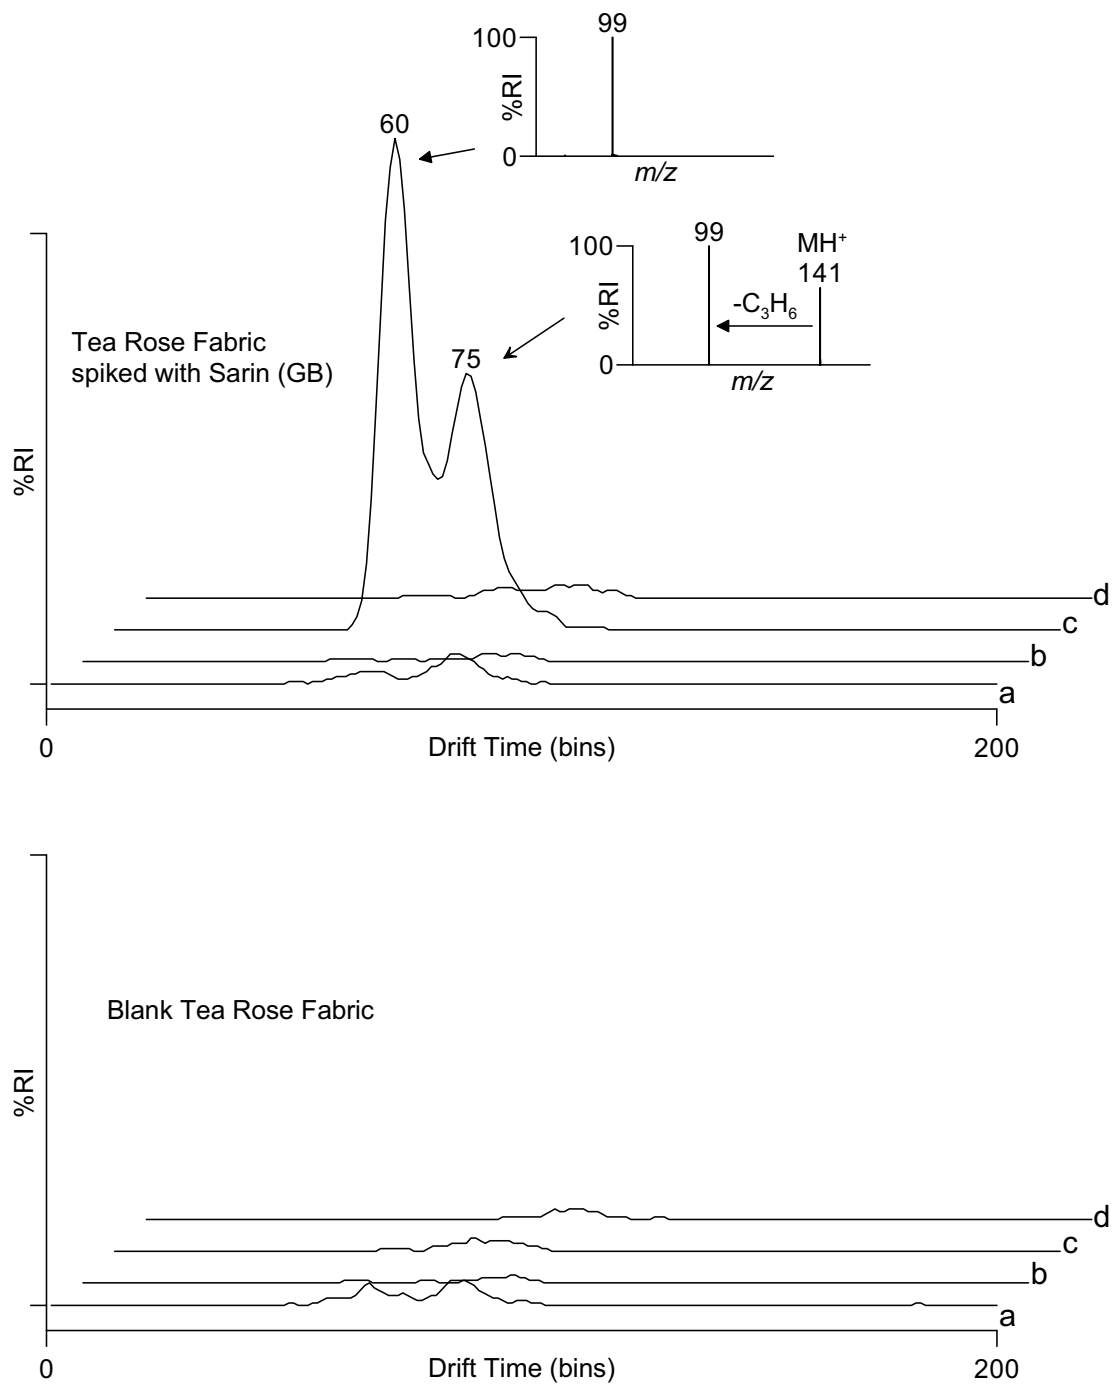 99
100
%RI
0
m/z
60
99
MH⁺
100
141
-C₃H₆
%RI
0
m/z
75
Tea Rose Fabric
spiked with Sarin (GB)
%RI
d
c
b
a
0
Drift Time (bins)
200
Blank Tea Rose Fabric
%RI
d
c
b
a
0
Drift Time (bins)
200